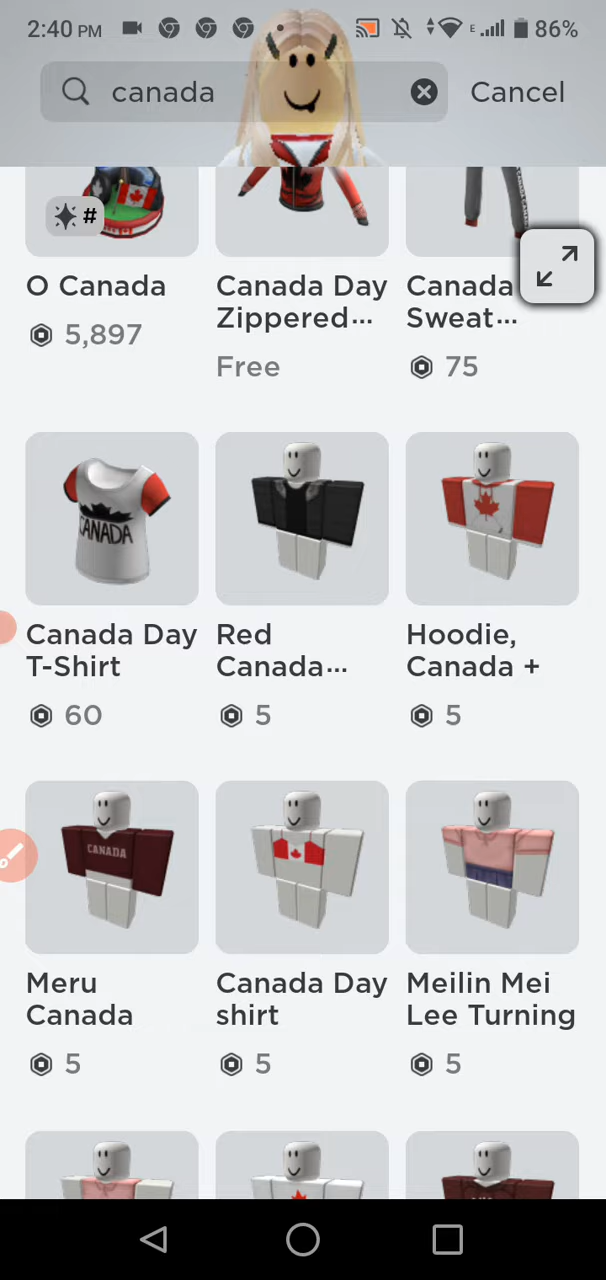 2:40 PM E 86%
canada Cancel
#
O Canada
5,897
Canada Day
Zippered...
Free
Canada
Sweat...
75
CANADA
Canada Day
T-Shirt
60
Red
Canada...
5
Hoodie,
Canada +
5
CANADA
Meru
Canada
5
Canada Day
shirt
5
Meilin Mei
Lee Turning
5